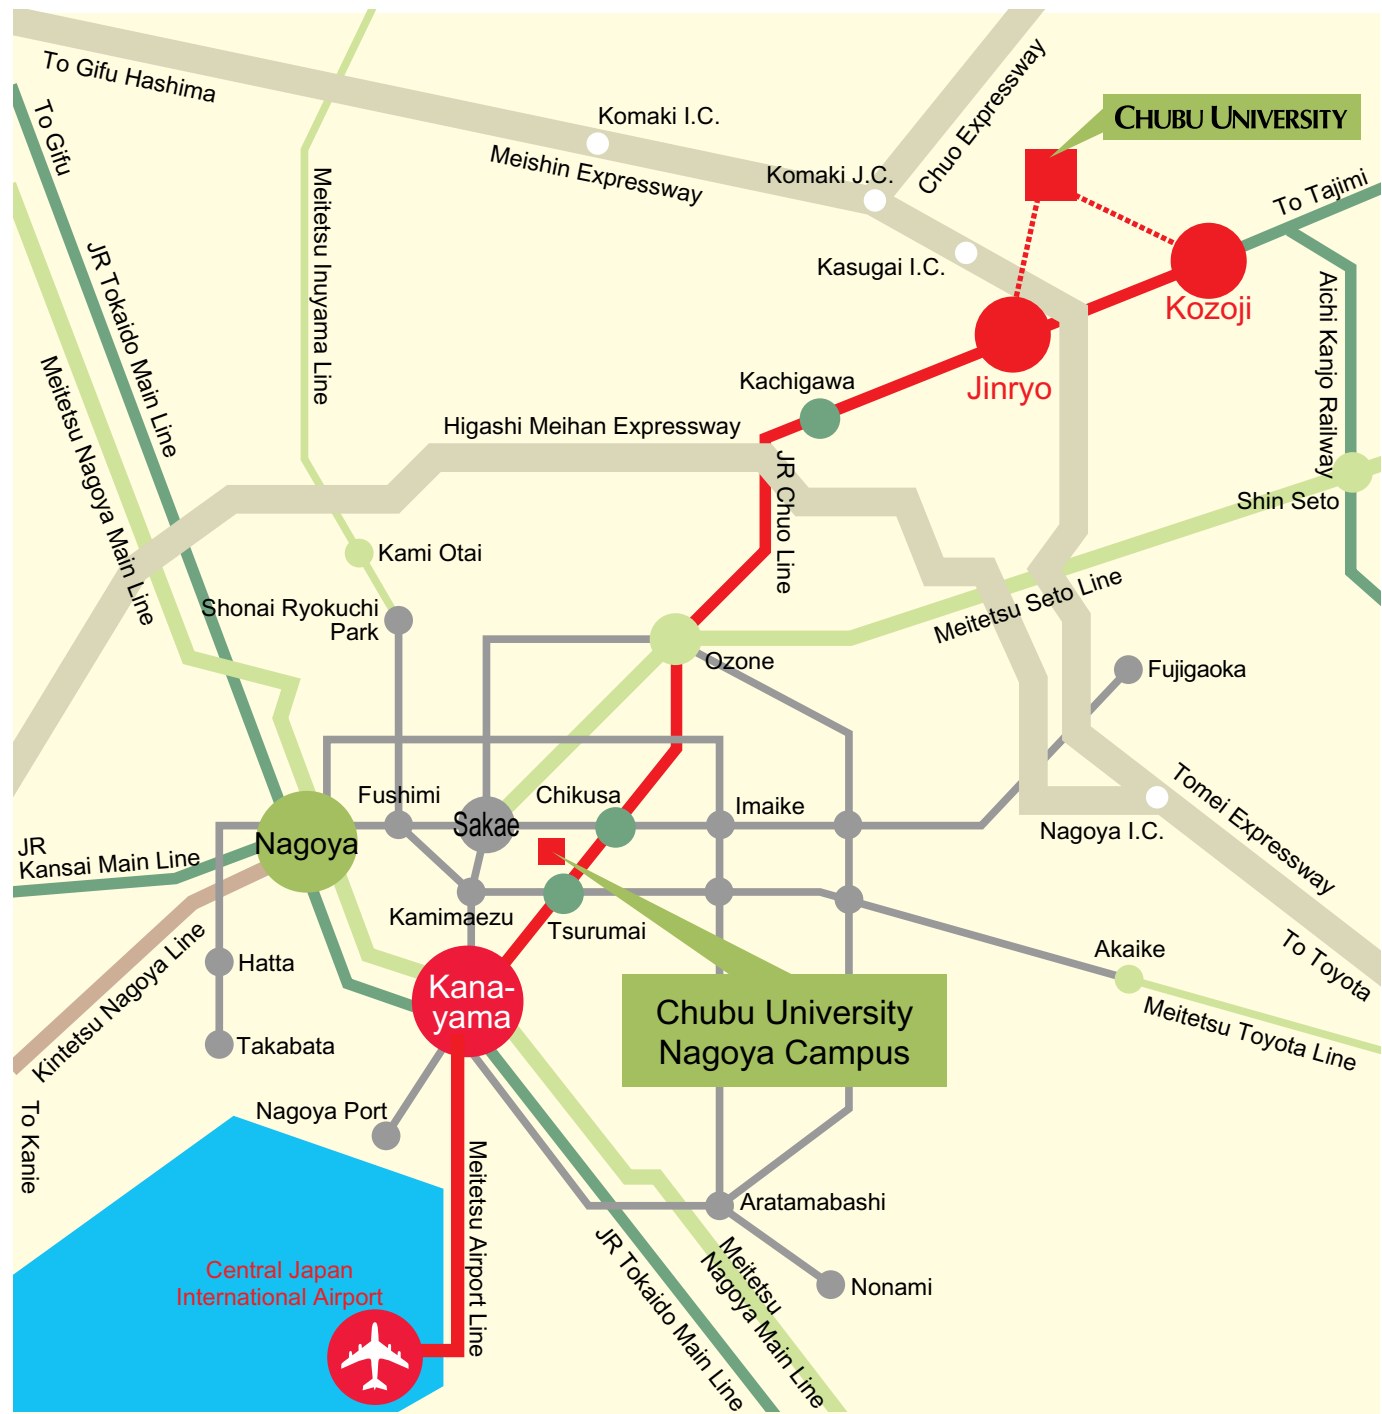 To Gifu Hashima
Komaki I.C.
Meishin Expressway
Komaki J.C.
Chuo Expressway
CHUBU UNIVERSITY
To Tajimi
To Gifu
Meitetsu Inuyama Line
Kasugai I.C.
Kozoji
JR Tokaido Main Line
Aichi Kanjo Railway
Jinryo
Kachigawa
Meitetsu Nagoya Main Line
Higashi Meihan Expressway
JR Chuo Line
Shin Seto
Kami Otai
Meitetsu Seto Line
Shonai Ryokuchi
Park
Ozone
Fujigaoka
Fushimi
Chikusa
Imaike
Sakae
Tomei Expressway
Nagoya I.C.
Nagoya
JR
Kansai Main Line
Kamimaezu
Tsurumai
Kintetsu Nagoya Line
Hatta
Akaike
To Toyota
Kana-
yama
Chubu University
Nagoya Campus
Meitetsu Toyota Line
Takabata
Nagoya Port
To Kanie
Meitetsu Airport Line
Aratamabashi
JR Tokaido Main Line
Meitetsu
Nagoya Main Line
Nonami
Central Japan
International Airport